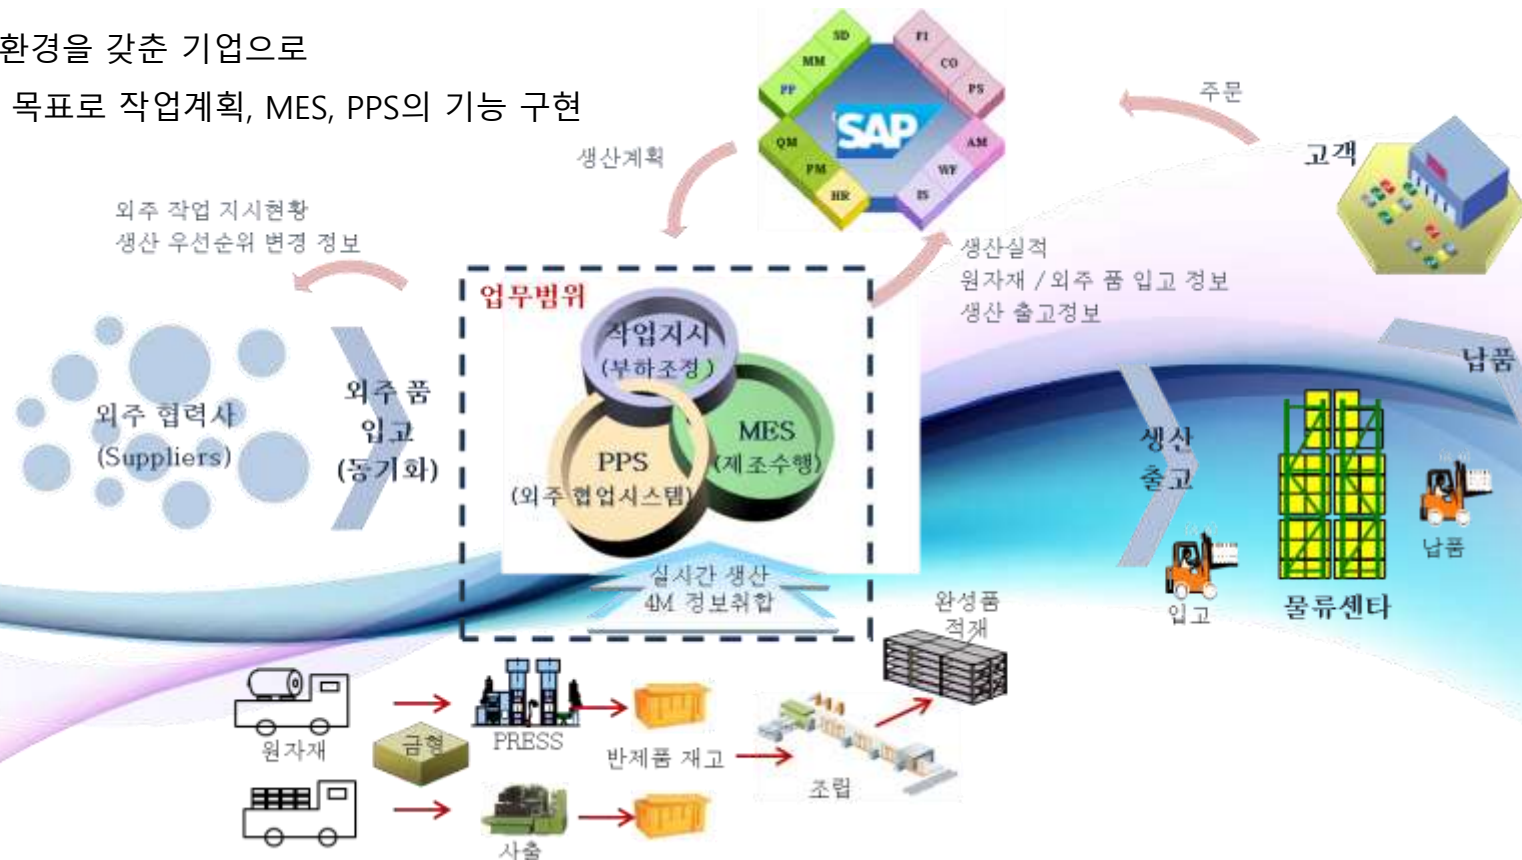 환경을 갖춘 기업으로
목표로 작업계획, MES, PPS의 기능 구현
SD
MM
PP
FI
CO
PS
SAP
QM
PM
HR
AM
WF
IS
주문
고객
생산계획
외주 작업 지시현황
생산 우선순위 변경 정보
생산실적
원자재 / 외주 품 입고 정보
생산 출고정보
업무범위
작업지시
(부하조정)
MES
(제조수행)
PPS
(외주 협업시스템)
외주 협력사
(Suppliers)
외주 품
입고
(동기화)
생산
출고
납품
납품
입고
물류센타
실시간 생산
4M 정보취합
완성품
적재
원자재
금형
PRESS
반제품 재고
조립
사출